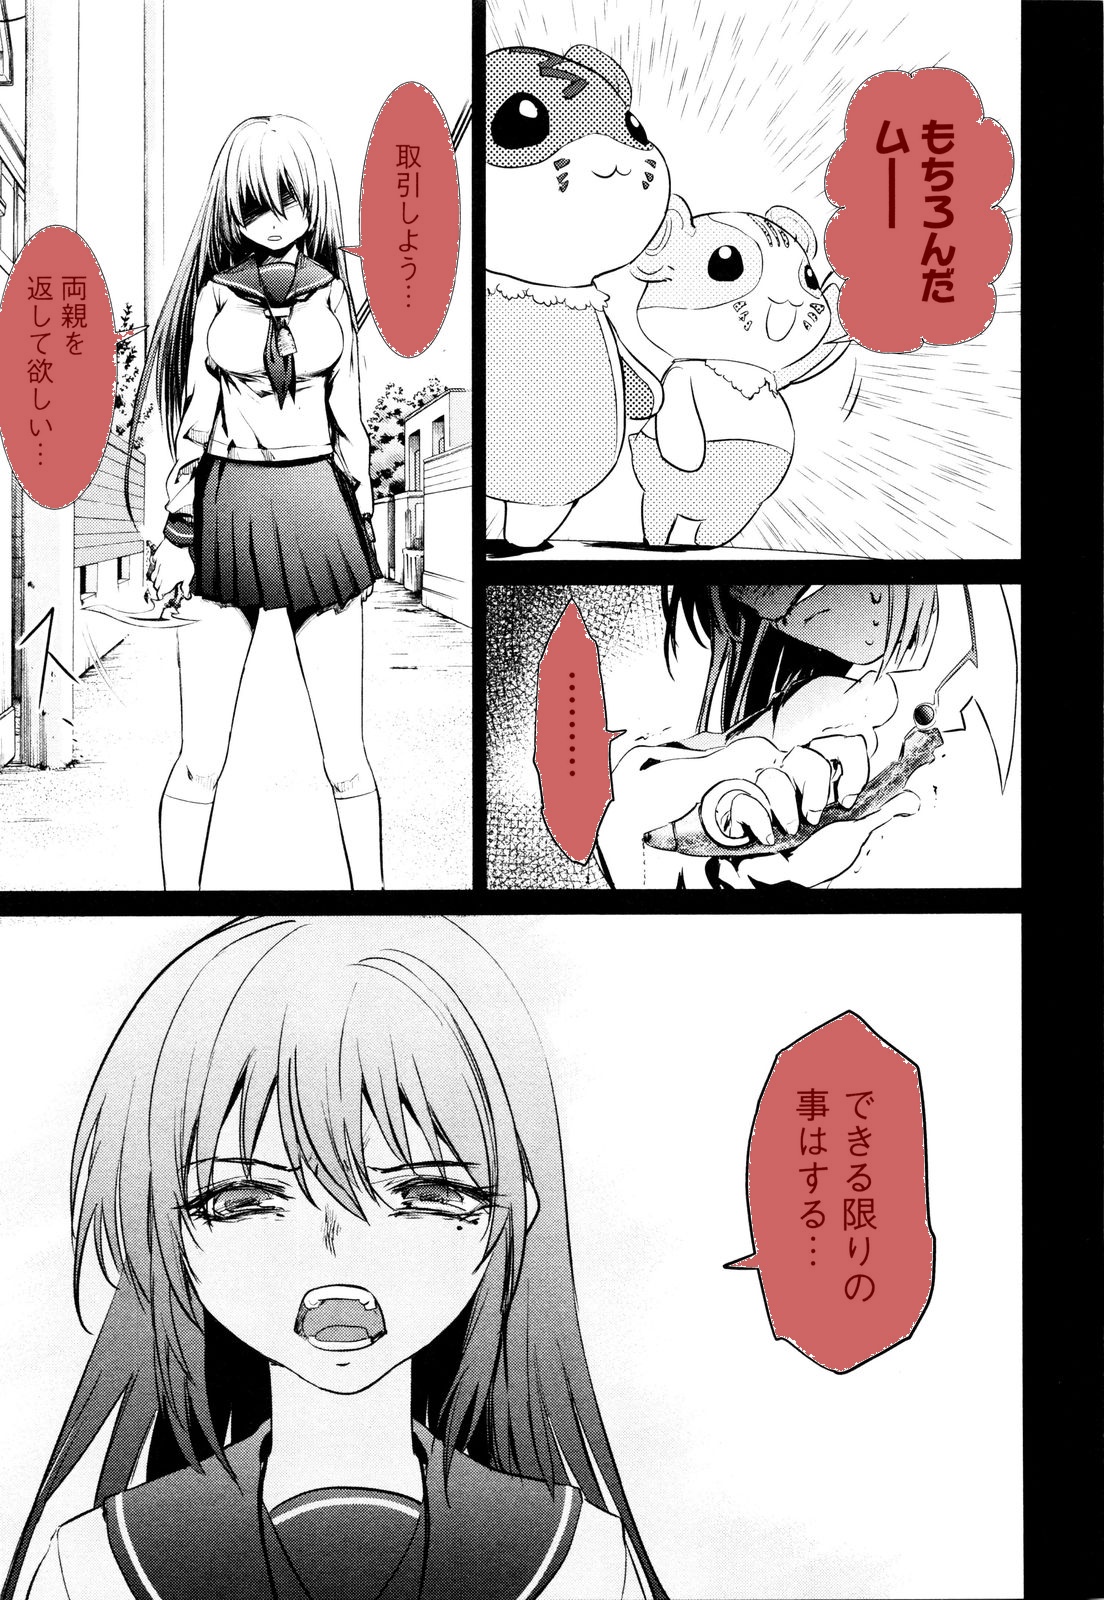 もちろんだ
ムーー
………
取引しよう…
両親を
返して欲しい…
できる限りの
事はする…